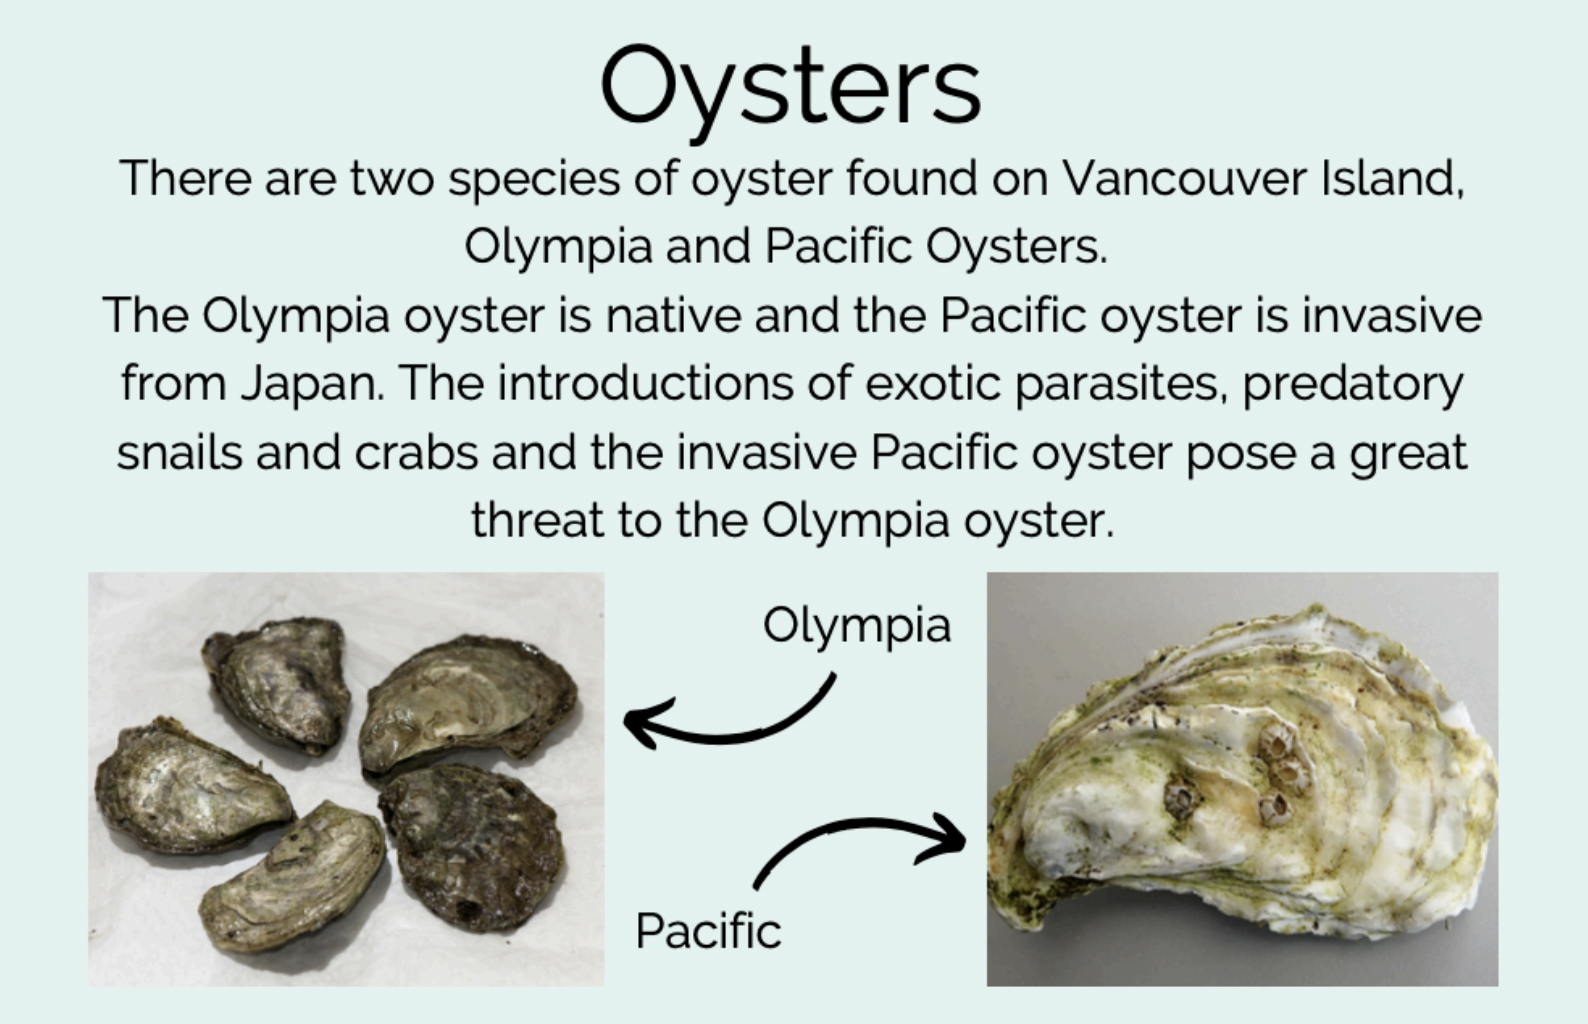 Oysters
There are two species of oyster found on Vancouver Island,
Olympia and Pacific Oysters.
The Olympia oyster is native and the Pacific oyster is invasive
from Japan. The introductions of exotic parasites, predatory
snails and crabs and the invasive Pacific oyster pose a great
threat to the Olympia oyster.
Olympia
Pacific